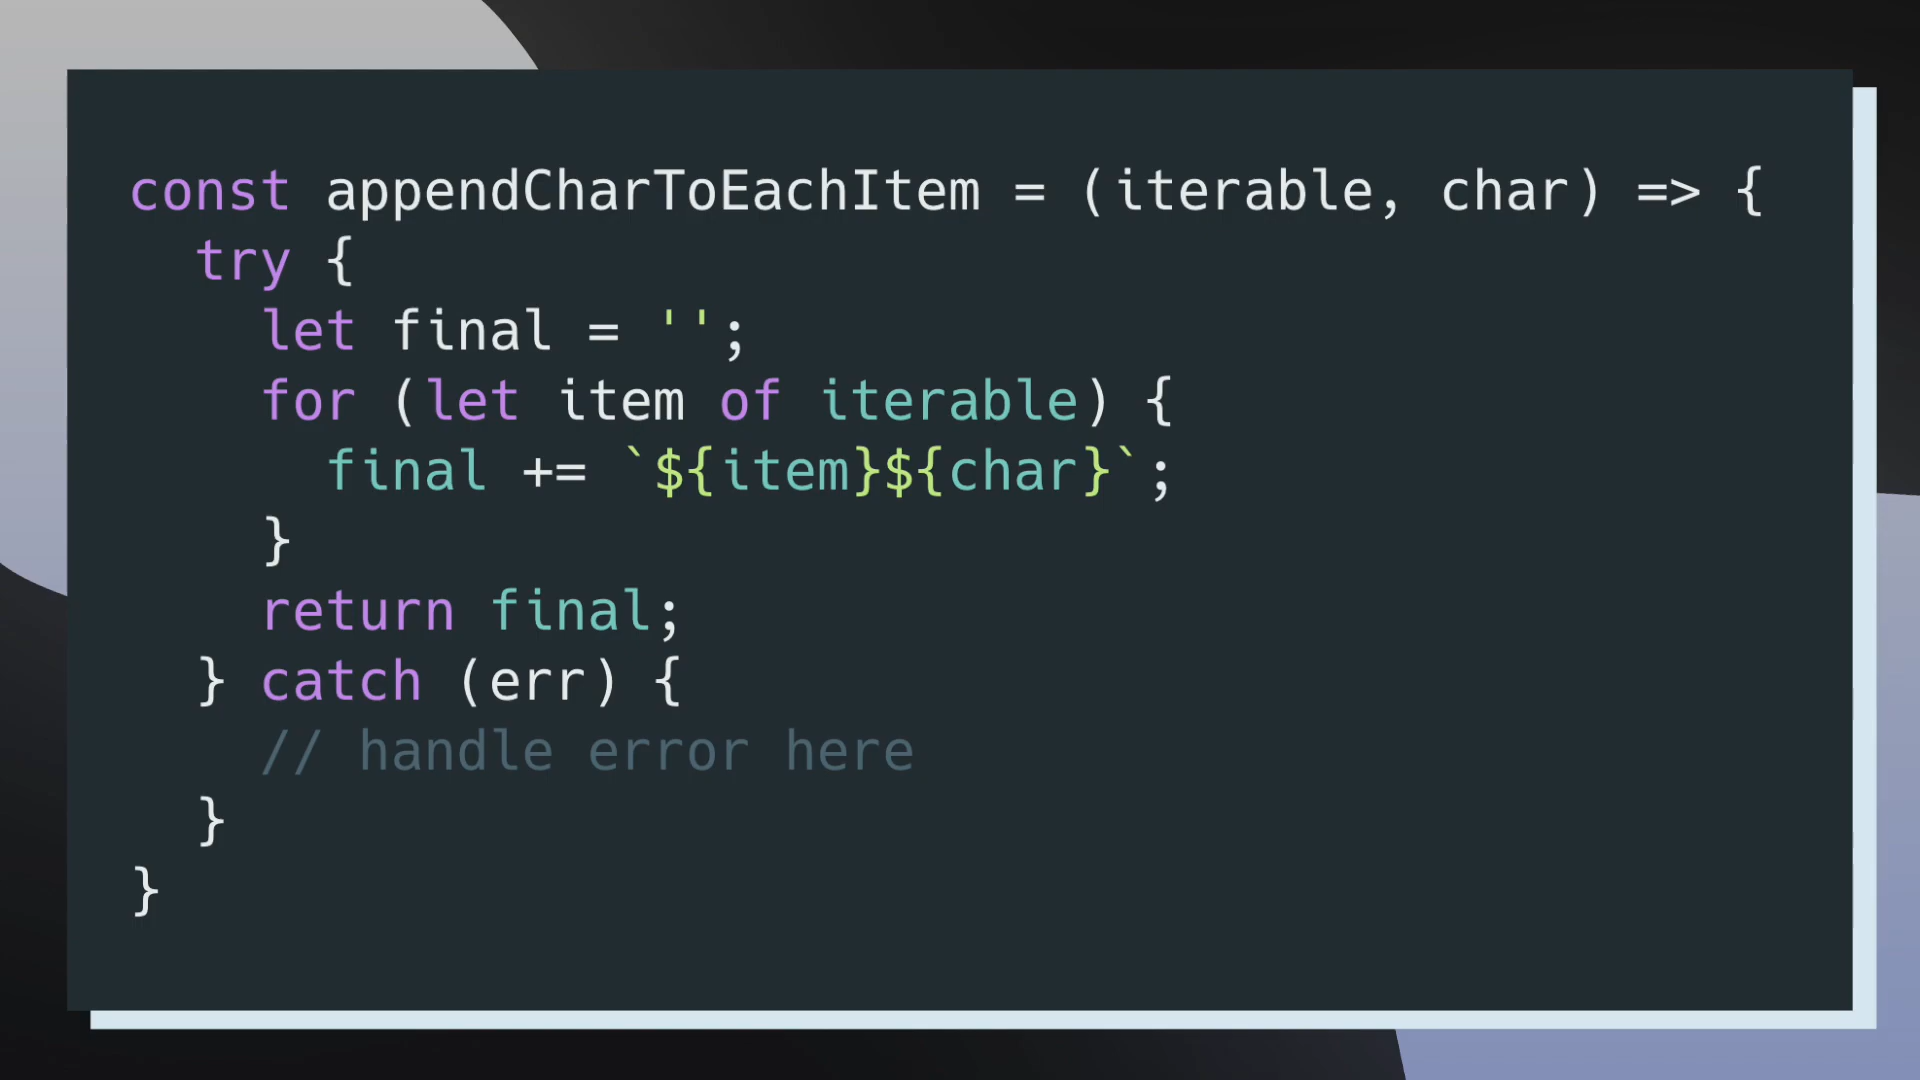 const appendCharToEachItem = (iterable, char) => {
  try {
    let final = '';
    for (let item of iterable) {
      final += `${item}${char}`;
    }
    return final;
  } catch (err) {
    // handle error here
  }
}